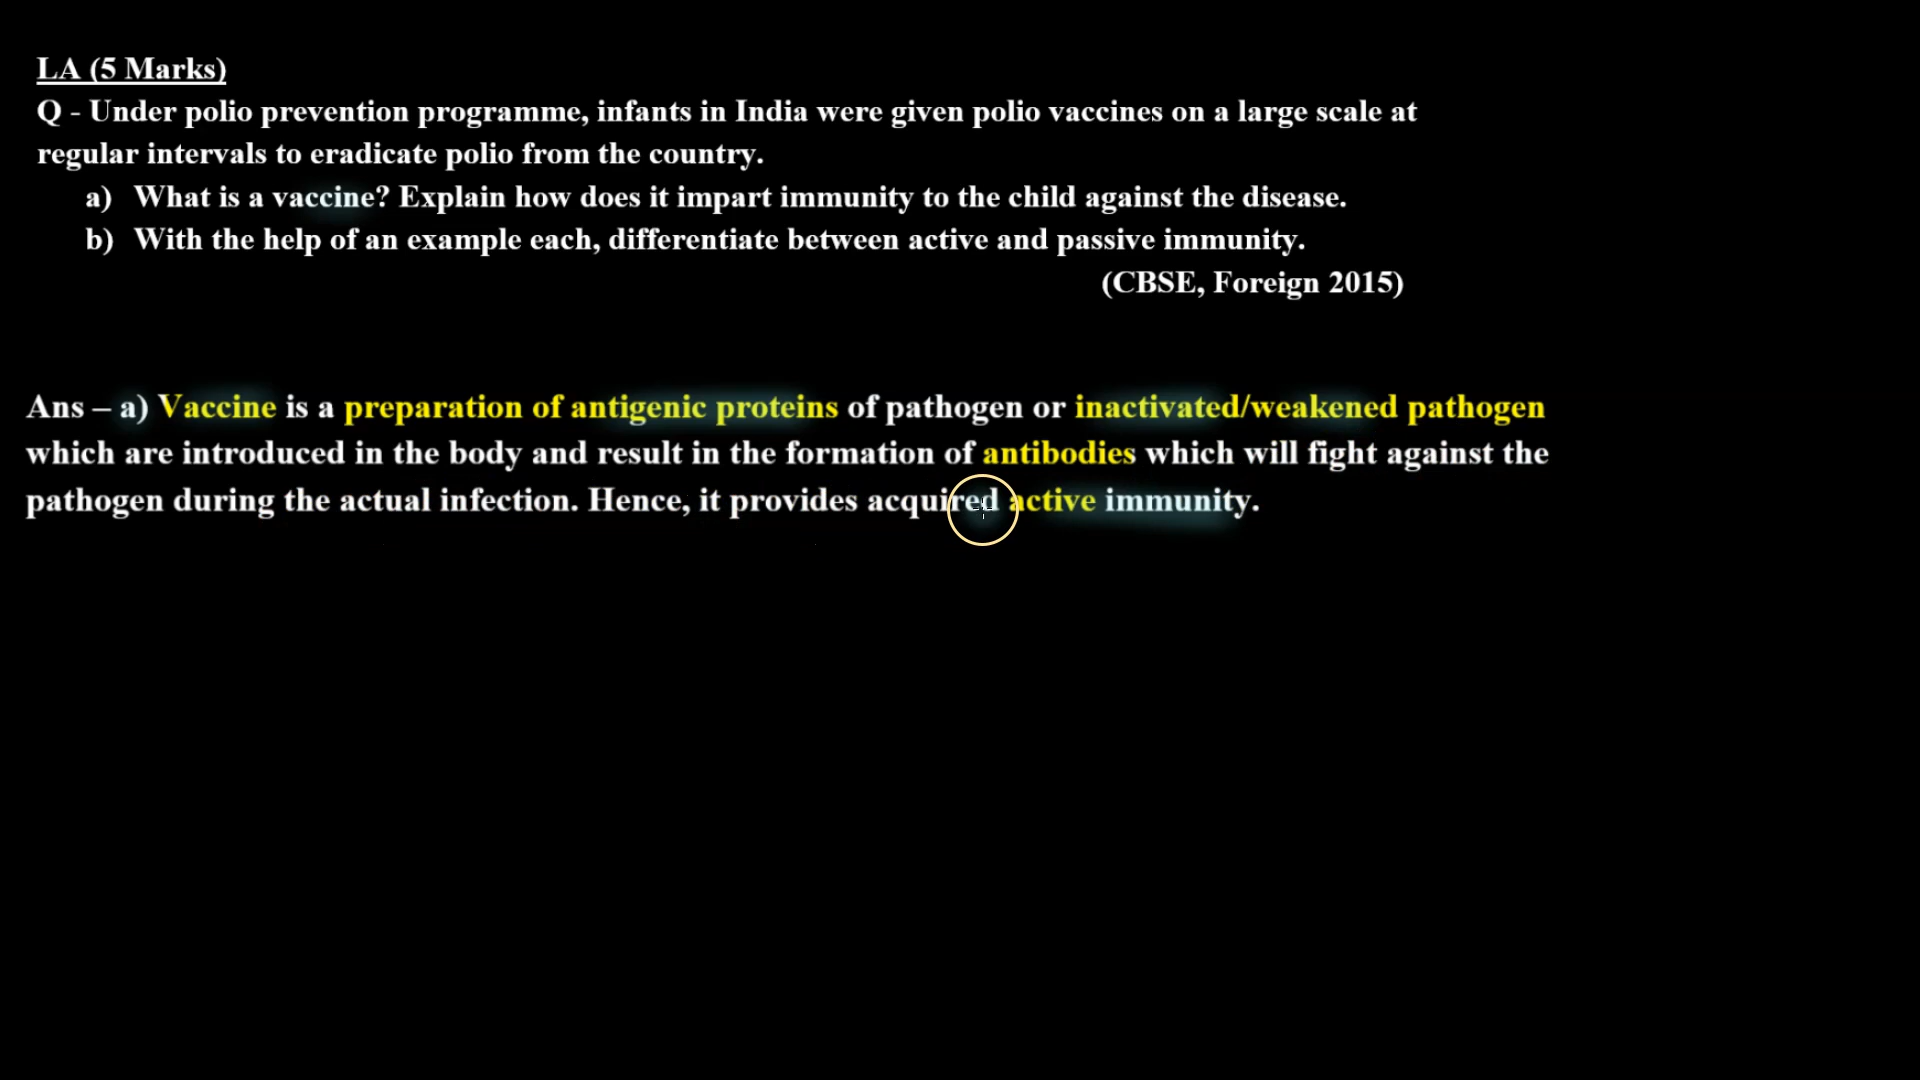 LA (5 Marks)
Q - Under polio prevention programme, infants in India were given polio vaccines on a large scale at
regular intervals to eradicate polio from the country.
a) What is a vaccine? Explain how does it impart immunity to the child against the disease.
b) With the help of an example each, differentiate between active and passive immunity.
(CBSE, Foreign 2015)
Ans – a) Vaccine is a preparation of antigenic proteins of pathogen or inactivated/weakened pathogen
which are introduced in the body and result in the formation of antibodies which will fight against the
pathogen during the actual infection. Hence, it provides acquired active immunity.